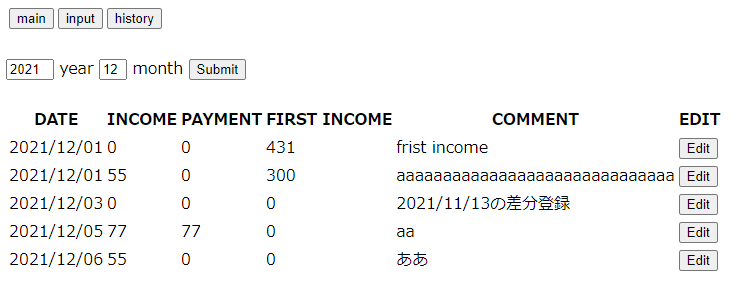 main input history
2021 year 12 month Submit
DATE INCOME PAYMENT FIRST INCOME COMMENT EDIT
2021/12/01 0 0 431 frist income Edit
2021/12/01 55 0 300 aaaaaaaaaaaaaaaaaaaaaaaaaaaaaa Edit
2021/12/03 0 0 0 2021/11/13の差分登録 Edit
2021/12/05 77 77 0 aa Edit
2021/12/06 55 0 0 ああ Edit